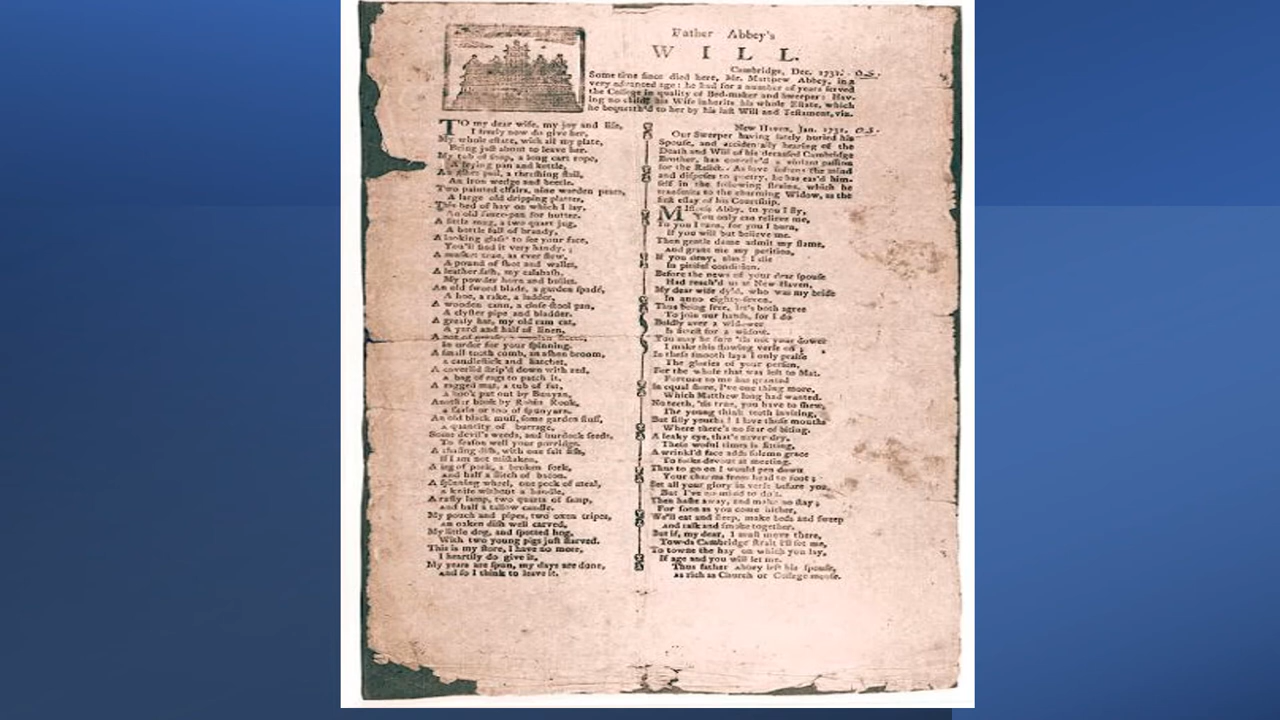 Father Abbey's
WILL.
Cambridge, Dec. 1731. O.S.
Some time since died here, Mr. Matthew Abbey, in a
very advanced age: he had for a number of years served
the College in quality of Bed-maker and Sweeper: Hav-
ing no child, his Wife inherits his whole Estate, which
he bequeath'd to her by his last Will and Testament, viz.
TO my dear wife, my joy and life,
I freely now do give her,
My whole estate, with all my plate,
Being just about to leave her.
My tub of soap, a long cart rope,
A frying pan and kettle,
An ashes pail, a threshing flail,
An iron wedge and beetle.
Two painted chairs, nine warden pears,
A large old dripping platter,
This bed of hay on which I lay,
An old sauce-pan for butter.
A little mug, a two quart jug,
A bottle full of brandy,
A looking glass to see your face,
You'll find it very handy.
A musket true, as ever flew,
A pound of shot and wallet,
A leather sash, my calabash,
My powder horn and bullet.
An old sword blade, a garden spade,
A hoe, a rake, a ladder,
A wooden cann, a close-stool pan,
A clyster pipe and bladder.
A greasy hat, my old ram cat,
A yard and half of linen,
A
In order for your spinning.
A small tooth comb, an ashen broom,
a candlestick and hatchet,
A coverlid strip'd down with red,
a bag of rags to patch it.
A ragged mat, a tub of fat,
a book put out by Bunyan,
Another book by Robin Rook,
a skein or two of spunyarn.
An old black muff, some garden stuff,
a quantity of burrage,
Some devil's weeds, and burdock seeds,
To season well your porridge.
A chafing dish, with one salt fish,
if I am not mistaken,
A leg of pork, a broken fork,
and half a flitch of bacon.
A spinning wheel, one peck of meal,
a knife without a handle,
A rusty lamp, two quarts of samp,
and half a tallow candle.
My pouch and pipes, two oxen tripes,
an oaken dish well carved,
My little dog, and spotted hog,
With two young pigs just starved.
This is my store, I have no more,
I heartily do give it,
My years are spun, my days are done,
and so I think to leave it.
New Haven, Jan. 1731. O.S.
Our Sweeper having lately buried his
Spouse, and accidentally hearing of the
Death and Will of his deceased Cambridge
Brother, has conceiv'd a violent passion
for the Relict. As love softens the mind
and disposes to poetry, he has eas'd him-
self in the following strains, which he
transmits to the charming Widow, as the
first essay of his Courtship.
MIstress Abby, to you I fly,
You only can relieve me,
To you I turn, for you I burn,
If you will but believe me.
Then gentle dame admit my flame,
And grant me my petition,
If you deny, alas! I die
In pitiful condition.
Before the news of your dear spouse
Had reach'd us at New-Haven,
My dear wife dy'd, who was my bride
In anno eighty-seven.
Thus being free, let's both agree
To join our hands, for I do
Boldly aver a widower
Is fittest for a widow.
You may be sure 'tis not your dower
I make this flowing verse on;
In these smooth lays I only praise
The glories of your person.
For the whole that was left to Mat.
Fortune to me has granted
In equal store, I've one thing more,
Which Matthew long had wanted.
No teeth, 'tis true, you have to shew,
The young think teeth inviting,
But silly youths! I love those mouths
Where there's no fear of biting.
A leaky eye, that's never dry,
These woful times is fitting,
A wrinkl'd face adds solemn grace
To folks devout at meeting.
Thus to go on I would pen down
Your charms from head to foot;
Set all your glory in verse before you,
But I've no mind to do't.
Then haste away, and make no stay;
For soon as you come hither,
We'll eat and sleep, make beds and sweep
and talk and smoke together.
But if, my dear, I must move there,
Tow'ds Cambridge strait I'll set me,
To towze the hay on which you lay,
If age and you will let me.
Thus father Abbey left his spouse,
as rich as Church or College mouse.